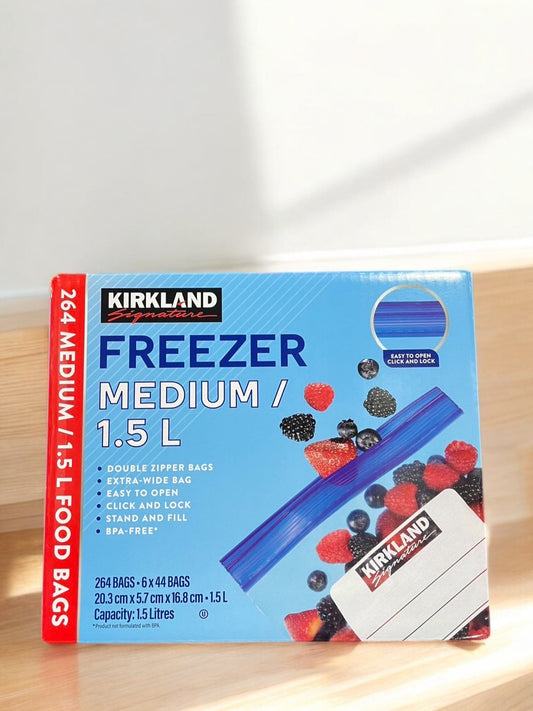 264 MEDIUM / 1.5 L FOOD BAGS
KIRKLAND
Signature
FREEZER
MEDIUM /
1.5 L
• DOUBLE ZIPPER BAGS
• EXTRA-WIDE BAG
• EASY TO OPEN
• CLICK AND LOCK
• STAND AND FILL
• BPA-FREE*
264 BAGS • 6 x 44 BAGS
20.3 cm x 5.7 cm x 16.8 cm • 1.5 L
Capacity: 1.5 Litres
U
*Product not formulated with BPA.
EASY TO OPEN
CLICK AND LOCK
KIRKLAND
Signature